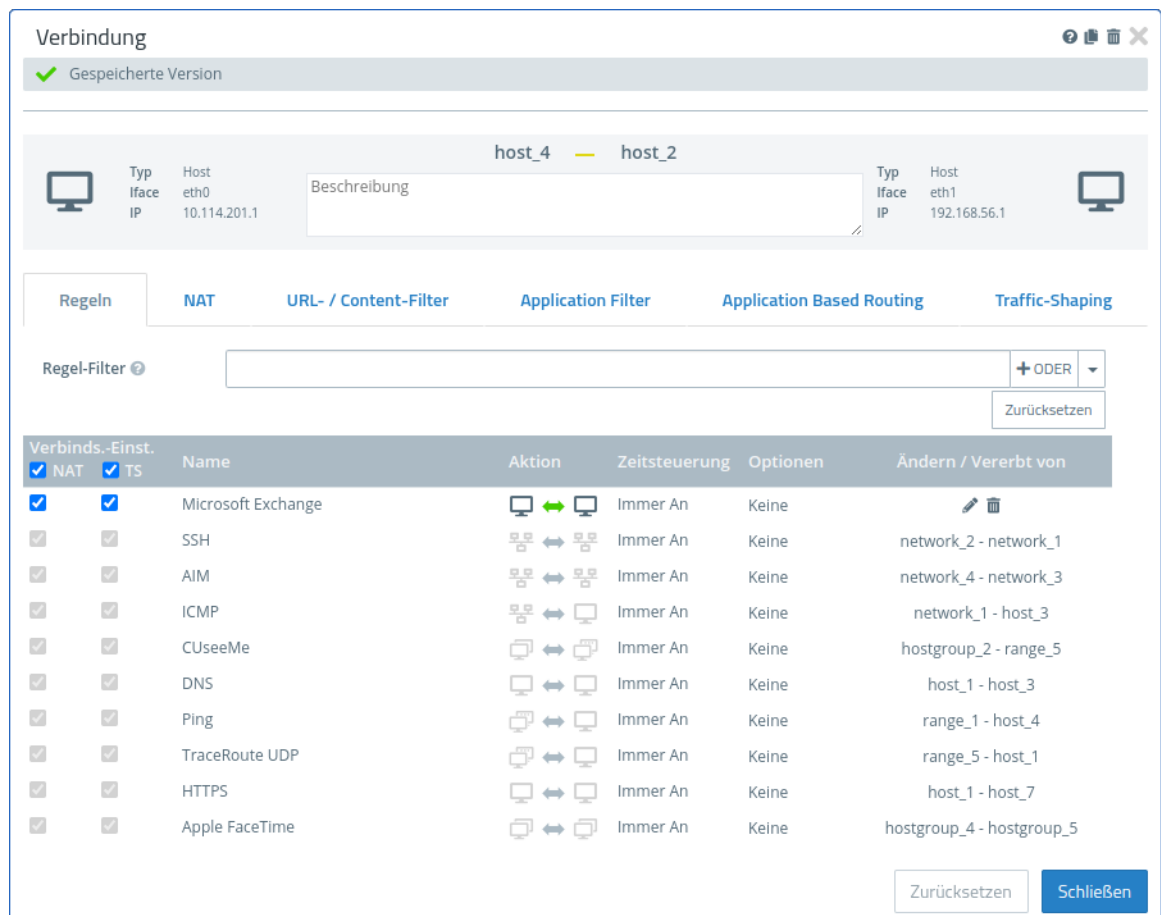 Verbindung
Gespeicherte Version
host_4 — host_2
Typ Host
Iface eth0
IP 10.114.201.1
Beschreibung
Typ Host
Iface eth1
IP 192.168.56.1
Regeln NAT URL- / Content-Filter Application Filter Application Based Routing Traffic-Shaping
Regel-Filter
ODER
Zurücksetzen
Verbinds.-Einst.
NAT TS Name Aktion Zeitsteuerung Optionen Ändern / Vererbt von
Microsoft Exchange Immer An Keine
SSH Immer An Keine network_2 - network_1
AIM Immer An Keine network_4 - network_3
ICMP Immer An Keine network_1 - host_3
CUseeMe Immer An Keine hostgroup_2 - range_5
DNS Immer An Keine host_1 - host_3
Ping Immer An Keine range_1 - host_4
TraceRoute UDP Immer An Keine range_5 - host_1
HTTPS Immer An Keine host_1 - host_7
Apple FaceTime Immer An Keine hostgroup_4 - hostgroup_5
Zurücksetzen Schließen